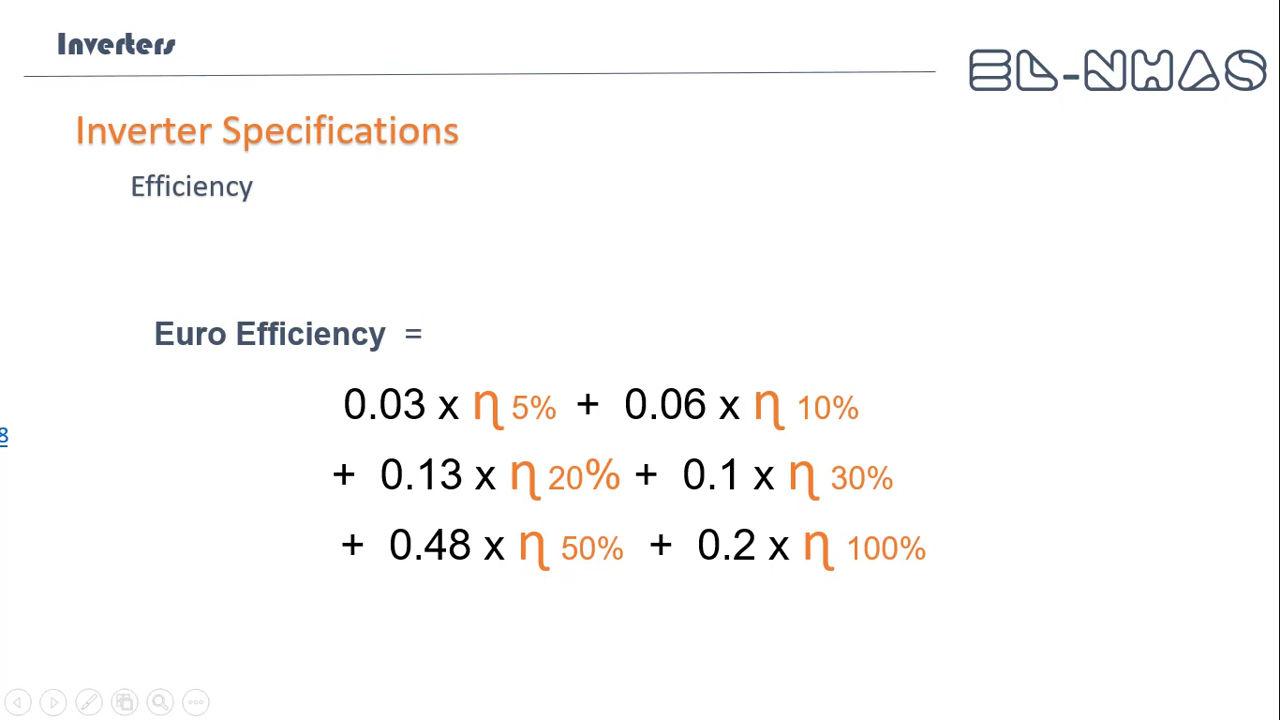 Inverters
EL-NHAS
Inverter Specifications
Efficiency
Euro Efficiency =
0.03 x η 5% + 0.06 x η 10%
8
+ 0.13 x η 20% + 0.1 x η 30%
+ 0.48 x η 50% + 0.2 x η 100%